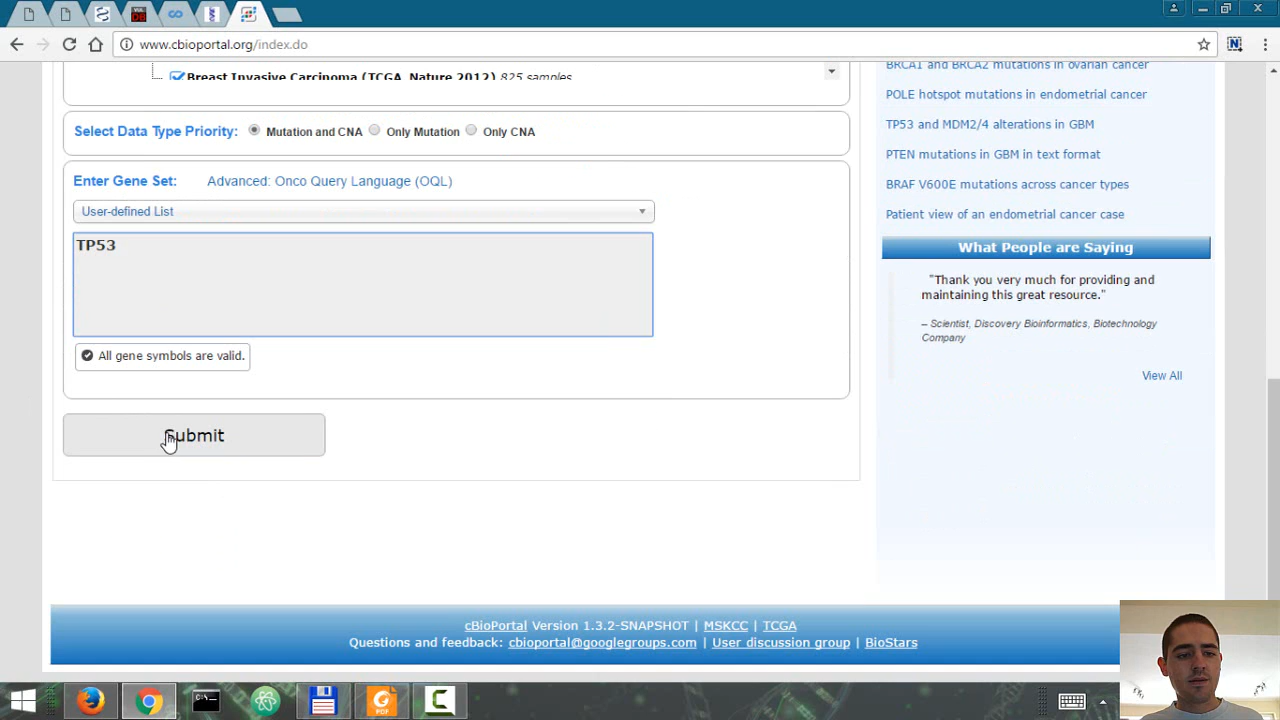 www.cbioportal.org/index.do
Breast Invasive Carcinoma (TCGA, Nature 2012) 825 samples
Select Data Type Priority: Mutation and CNA Only Mutation Only CNA
Enter Gene Set: Advanced: Onco Query Language (OQL)
User-defined List
TP53
All gene symbols are valid.
Submit
BRCA1 and BRCA2 mutations in ovarian cancer
POLE hotspot mutations in endometrial cancer
TP53 and MDM2/4 alterations in GBM
PTEN mutations in GBM in text format
BRAF V600E mutations across cancer types
Patient view of an endometrial cancer case
What People are Saying
"Thank you very much for providing and
maintaining this great resource."
– Scientist, Discovery Bioinformatics, Biotechnology
Company
View All
cBioPortal Version 1.3.2-SNAPSHOT | MSKCC | TCGA
Questions and feedback: cbioportal@googlegroups.com | User discussion group | BioStars